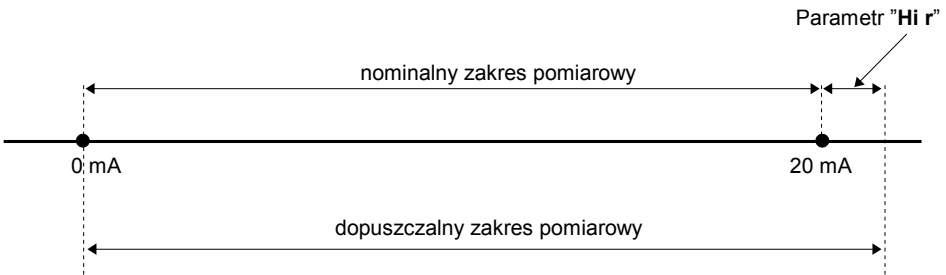 Parametr ”Hi r”
nominalny zakres pomiarowy
0 mA
20 mA
dopuszczalny zakres pomiarowy